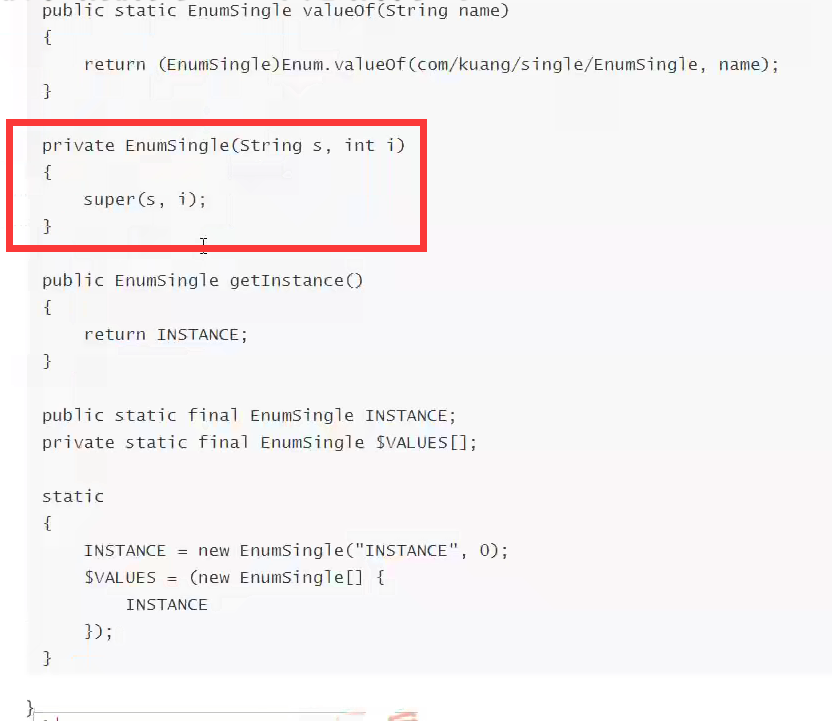 public static EnumSingle valueOf(String name)
{
return (EnumSingle)Enum.valueOf(com/kuang/single/EnumSingle, name);
}
private EnumSingle(String s, int i)
{
super(s, i);
}
public EnumSingle getInstance()
{
return INSTANCE;
}
public static final EnumSingle INSTANCE;
private static final EnumSingle $VALUES[];
static
{
INSTANCE = new EnumSingle("INSTANCE", 0);
$VALUES = (new EnumSingle[] {
INSTANCE
});
}
}